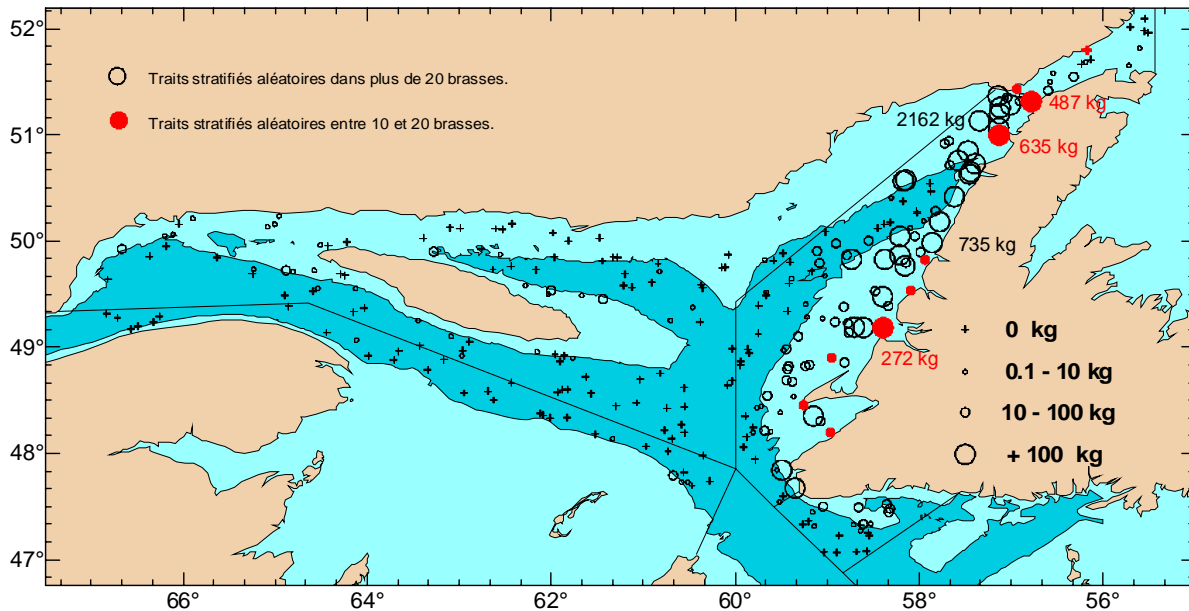 52°
Traits stratifiés aléatoires dans plus de 20 brasses.
487 kg
2162 kg
Traits stratifiés aléatoires entre 10 et 20 brasses.
51°
635 kg
50°
735 kg
0 kg
49°
272 kg
0.1 - 10 kg
10 - 100 kg
48°
+ 100 kg
47°
66
64
62
60
58
56